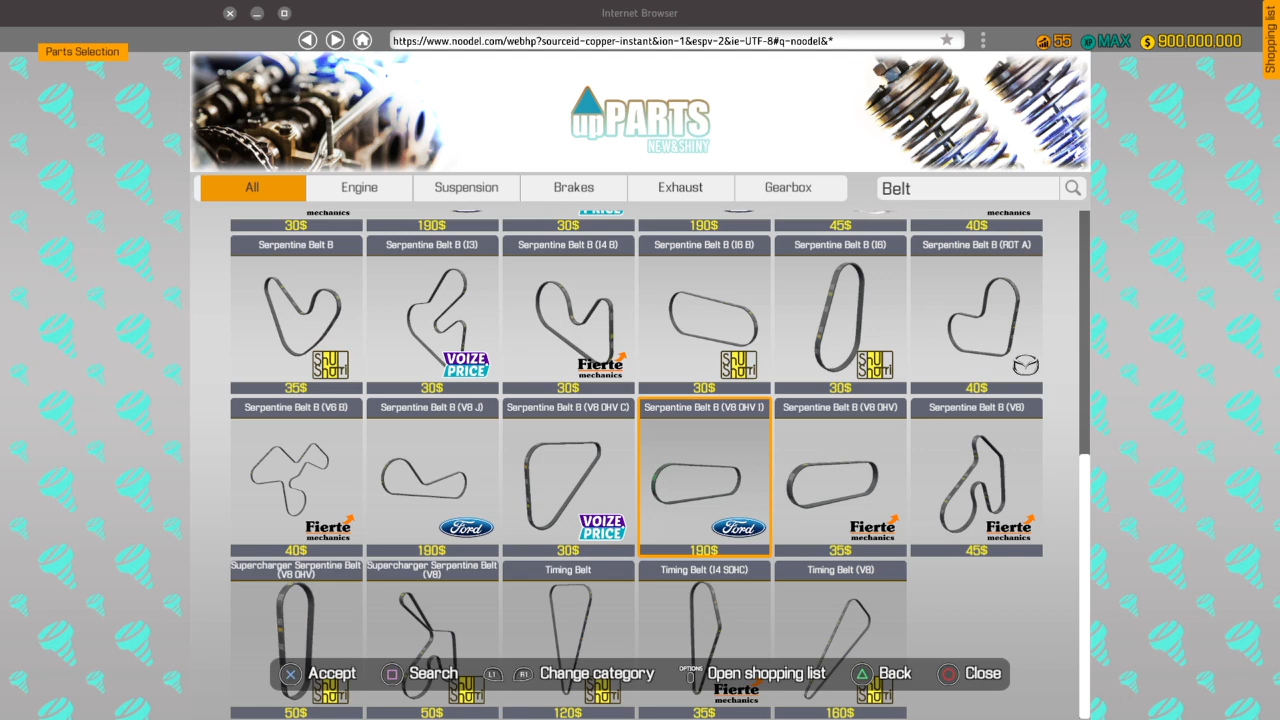 Internet Browser
Shopping list
Parts Selection
https://www.noodel.com/webhp?sourceid-copper-instant&ion-1&espv-2&ie-UTF-8#q-noodel&*
55 XP MAX $ 900,000,000
upPARTS
NEW&SHINY
All Engine Suspension Brakes Exhaust Gearbox Belt
mechanics PRICE mechanics
30$ 190$ 45$ 190$ 45$ 40$
Serpentine Belt B Serpentine Belt B (I3) Serpentine Belt B (I4 B) Serpentine Belt B (I6 B) Serpentine Belt B (I6) Serpentine Belt B (ROT A)
VOIZE PRICE Fierte mechanics
35$ 30$ 30$ 30$ 30$ 40$
Serpentine Belt B (V6 B) Serpentine Belt B (V8 J) Serpentine Belt B (V8 OHV C) Serpentine Belt B (V8 OHV I) Serpentine Belt B (V8 OHV) Serpentine Belt B (V8)
Fierte mechanics Ford VOIZE PRICE Ford Fierte mechanics Fierte mechanics
40$ 190$ 30$ 190$ 35$ 45$
Supercharger Serpentine Belt (V8 OHV) Supercharger Serpentine Belt (V8) Timing Belt Timing Belt (I4 SOHC) Timing Belt (V8)
Accept Search L1 R1 Change category OPTIONS Open shopping list Back Close
Fierte mechanics
50$ 50$ 120$ 35$ 160$